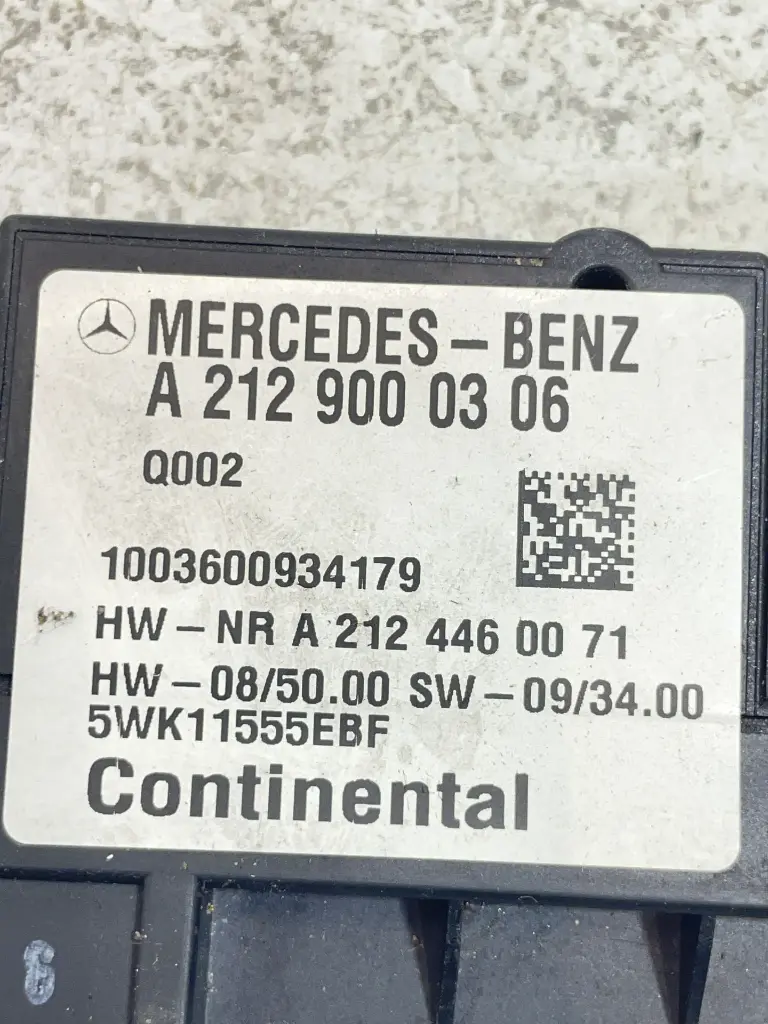 MERCEDES-BENZ
A 212 900 03 06
Q002
1003600934179
HW-NR A 212 446 00 71
HW-08/50.00 SW-09/34.00
5WK11555EBF
Continental